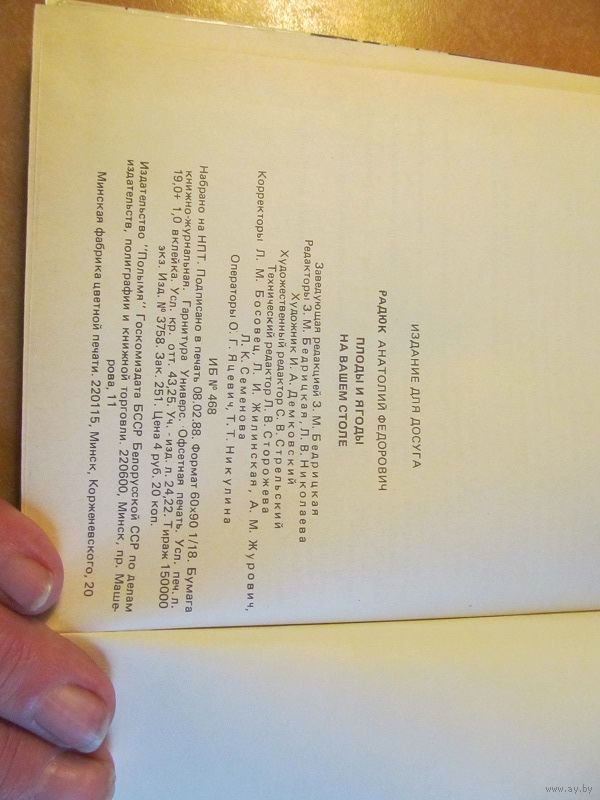 ИЗДАНИЕ ДЛЯ ДОСУГА
РАДЮК АНАТОЛИЙ ФЕДОРОВИЧ
ПЛОДЫ И ЯГОДЫ
НА ВАШЕМ СТОЛЕ
Заведующая редакцией З. М. Бедрицкая
Редакторы З. М. Бедрицкая, Л. В. Николаева
Художник И. А. Демковский
Художественный редактор С. В. Стрельский
Технический редактор Л. В. Сторожева
Корректоры Л. М. Босовец, Л. И. Жилинская, А. М. Журович,
Л. К. Семенова
Операторы О. Г. Яцевич, Т. Т. Никулина
ИБ № 468
Набрано на НПТ. Подписано в печать 08.02.88. Формат 60х90 1/18. Бумага
книжно-журнальная. Гарнитура Универс. Офсетная печать. Усл. печ. л.
19,0+ 1,0 вклейка. Усл. кр. отт. 43,25. Уч. - изд. л. 24,22. Тираж 150000
экз. Изд. № 3758. Зак. 251. Цена 4 руб. 20 коп.
Издательство "Полымя" Госкомиздата БССР Белорусской ССР по делам
издательств, полиграфии и книжной торговли. 220600, Минск, пр. Маше-
рова, 11
Минская фабрика цветной печати. 220115, Минск, Корженевского, 20
www.ay.by